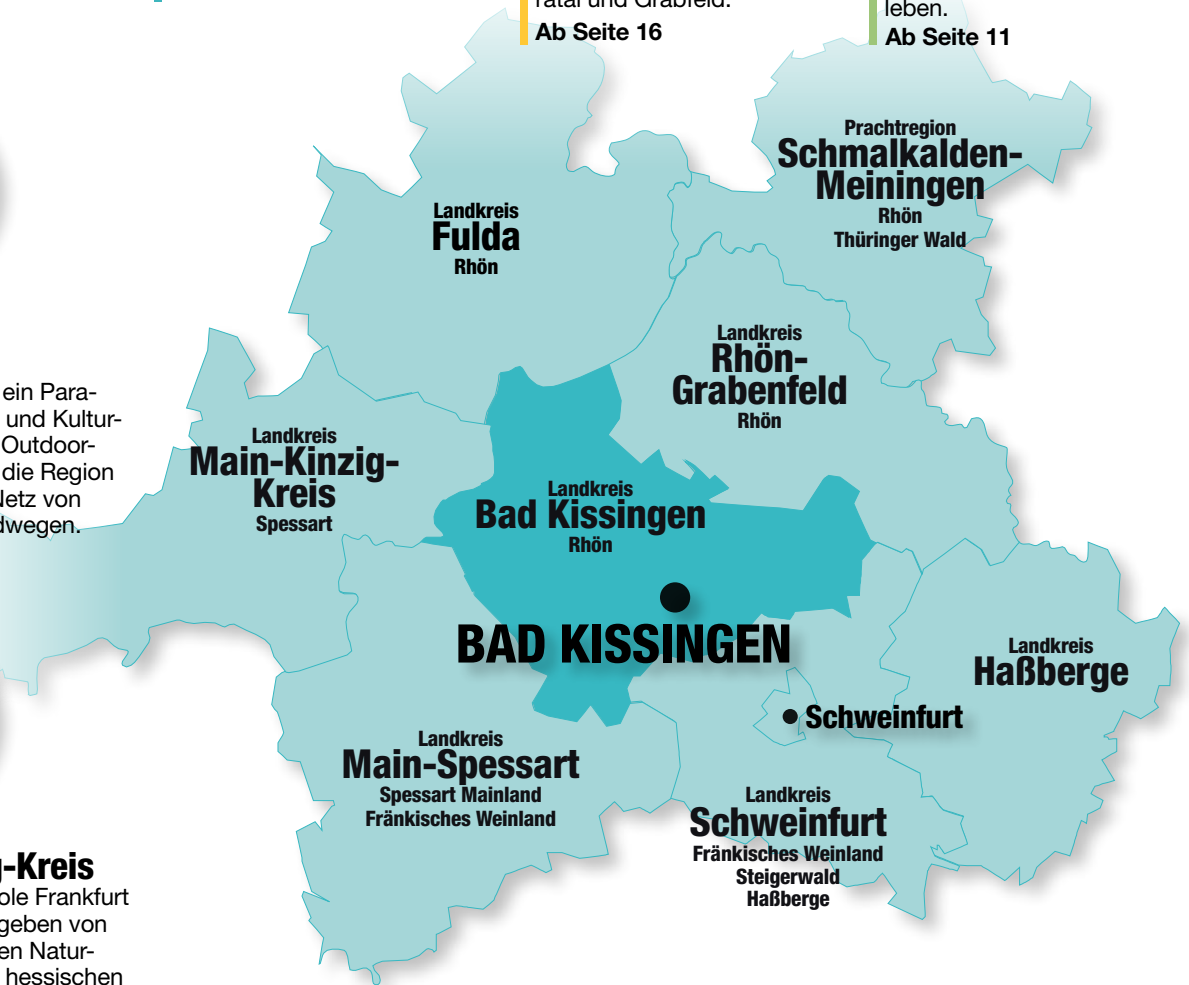 ratal und Grabfeld.
Ab Seite 16
leben.
Ab Seite 11
Prachtregion
Schmalkalden-
Meiningen
Rhön
Thüringer Wald
Landkreis
Fulda
Rhön
Landkreis
Rhön-
Grabenfeld
Rhön
ein Para-
und Kultur-
Outdoor-
die Region
Netz von
dwegen.
Landkreis
Main-Kinzig-
Kreis
Spessart
Landkreis
Bad Kissingen
Rhön
BAD KISSINGEN
Landkreis
Haßberge
Schweinfurt
Landkreis
Main-Spessart
Spessart Mainland
Fränkisches Weinland
Landkreis
Schweinfurt
Fränkisches Weinland
Steigerwald
Haßberge
g-Kreis
ole Frankfurt
geben von
en Natur-
hessischen